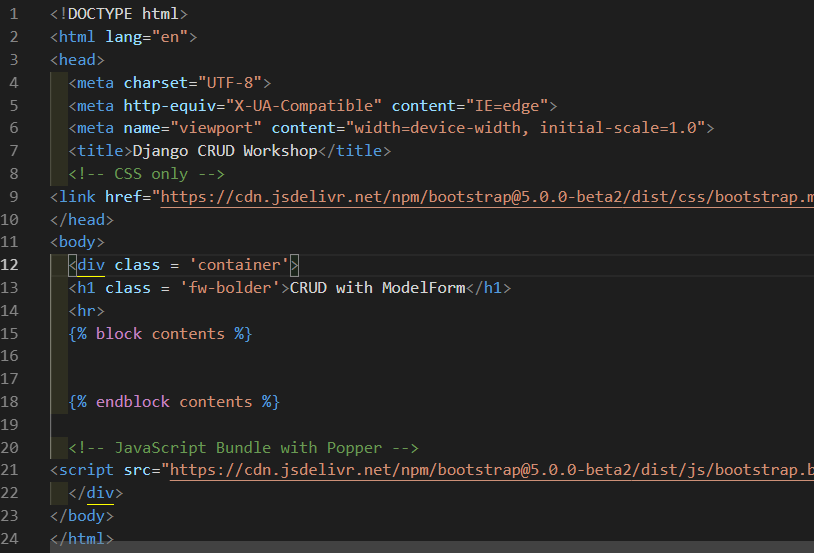 1 <!DOCTYPE html>
2 <html lang="en">
3 <head>
4 <meta charset="UTF-8">
5 <meta http-equiv="X-UA-Compatible" content="IE=edge">
6 <meta name="viewport" content="width=device-width, initial-scale=1.0">
7 <title>Django CRUD Workshop</title>
8 <!-- CSS only -->
9 <link href="https://cdn.jsdelivr.net/npm/bootstrap@5.0.0-beta2/dist/css/bootstrap.m
10 </head>
11 <body>
12 <div class = 'container'>
13 <h1 class = 'fw-bolder'>CRUD with ModelForm</h1>
14 <hr>
15 {% block contents %}
16
17
18 {% endblock contents %}
19
20 <!-- JavaScript Bundle with Popper -->
21 <script src="https://cdn.jsdelivr.net/npm/bootstrap@5.0.0-beta2/dist/js/bootstrap.b
22 </div>
23 </body>
24 </html>